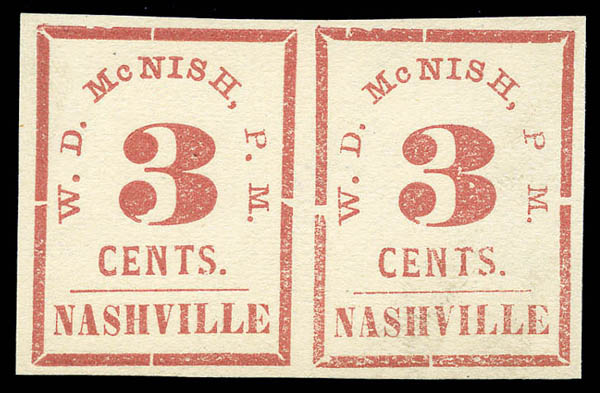 W. D. McNISH, P. M.
3
CENTS.
NASHVILLE
W. D. McNISH, P. M.
3
CENTS.
NASHVILLE